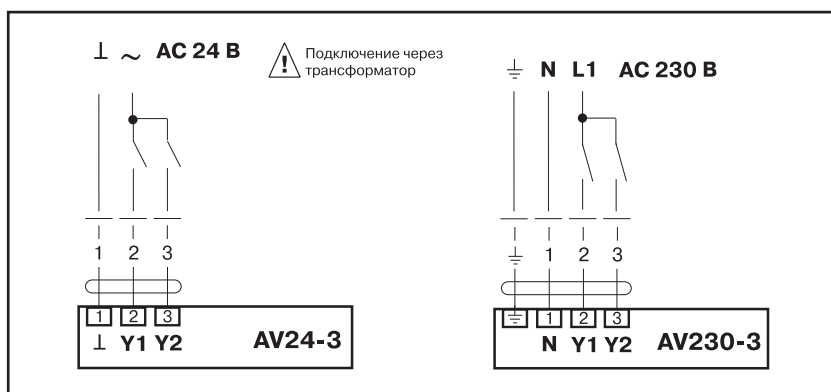 ⊥ ~ AC 24 В
! Подключение через
трансформатор
1 2 3
1 2 3
⊥ Y1 Y2 AV24-3
⏚ N L1 AC 230 В
⏚ 1 2 3
⏚ 1 2 3
N Y1 Y2 AV230-3